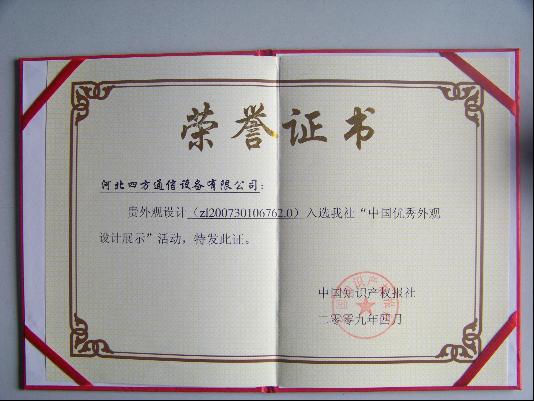 荣誉证书
河北四方通信设备有限公司：
贵外观设计（zl200730106762.0）入选我社“中国优秀外观
设计展示”活动，特发此证。
中国知识产权报社
二零零九年四月